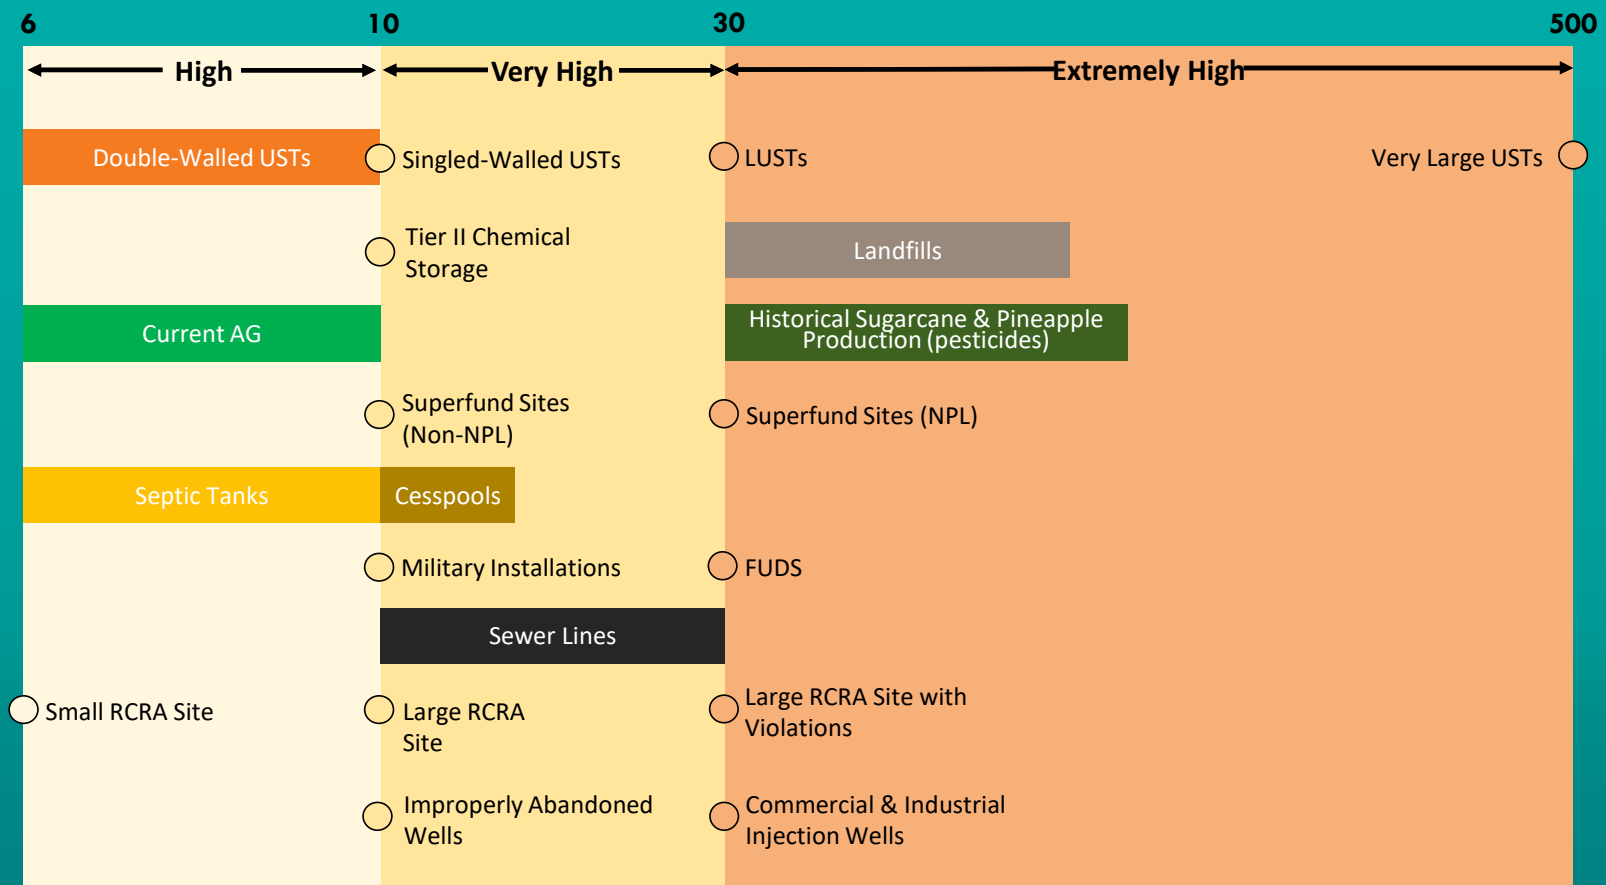 6 10 30 500
High Very High Extremely High
Double-Walled USTs Singled-Walled USTs LUSTs Very Large USTs
Tier II Chemical
Storage
Landfills
Current AG
Historical Sugarcane & Pineapple
Production (pesticides)
Superfund Sites
(Non-NPL)
Superfund Sites (NPL)
Septic Tanks Cesspools
Military Installations FUDS
Sewer Lines
Small RCRA Site
Large RCRA
Site
Large RCRA Site with
Violations
Improperly Abandoned
Wells
Commercial & Industrial
Injection Wells